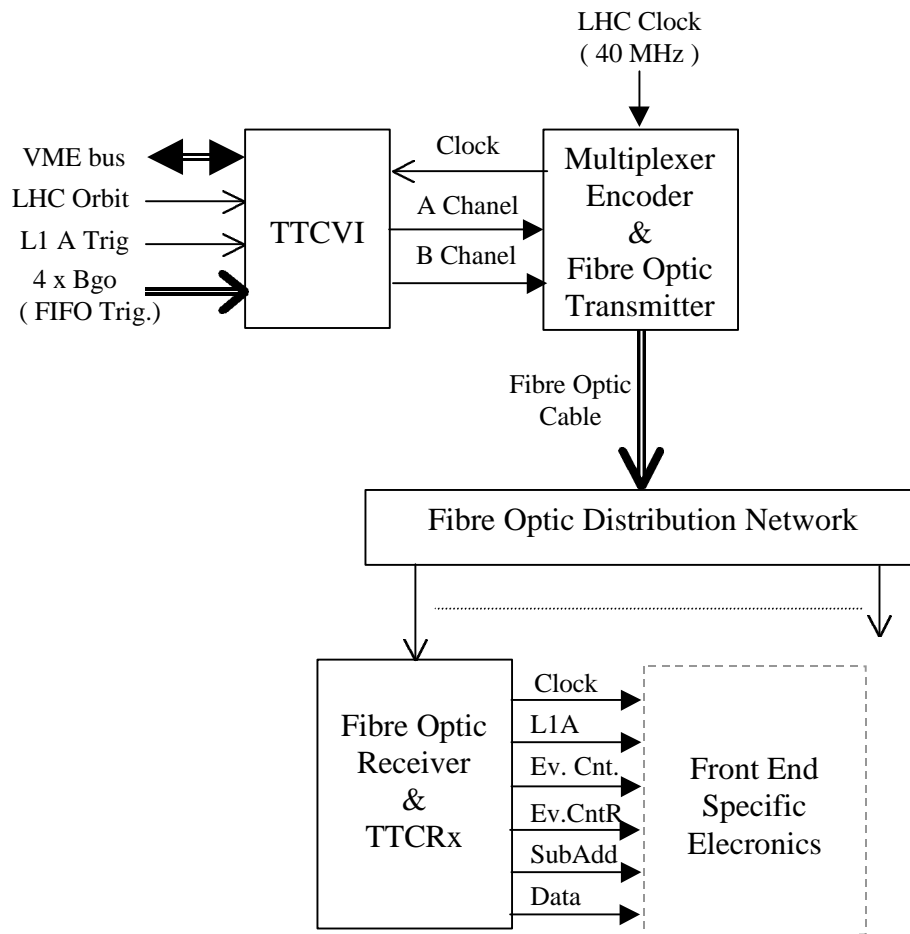 LHC Clock
( 40 MHz )
VME bus
LHC Orbit
L1 A Trig
4 x Bgo
( FIFO Trig.)
TTCVI
Clock
A Chanel
B Chanel
Multiplexer
Encoder
&
Fibre Optic
Transmitter
Fibre Optic
Cable
Fibre Optic Distribution Network
Fibre Optic
Receiver
&
TTCRx
Clock
L1A
Ev. Cnt.
Ev.CntR
SubAdd
Data
Front End
Specific
Elecronics